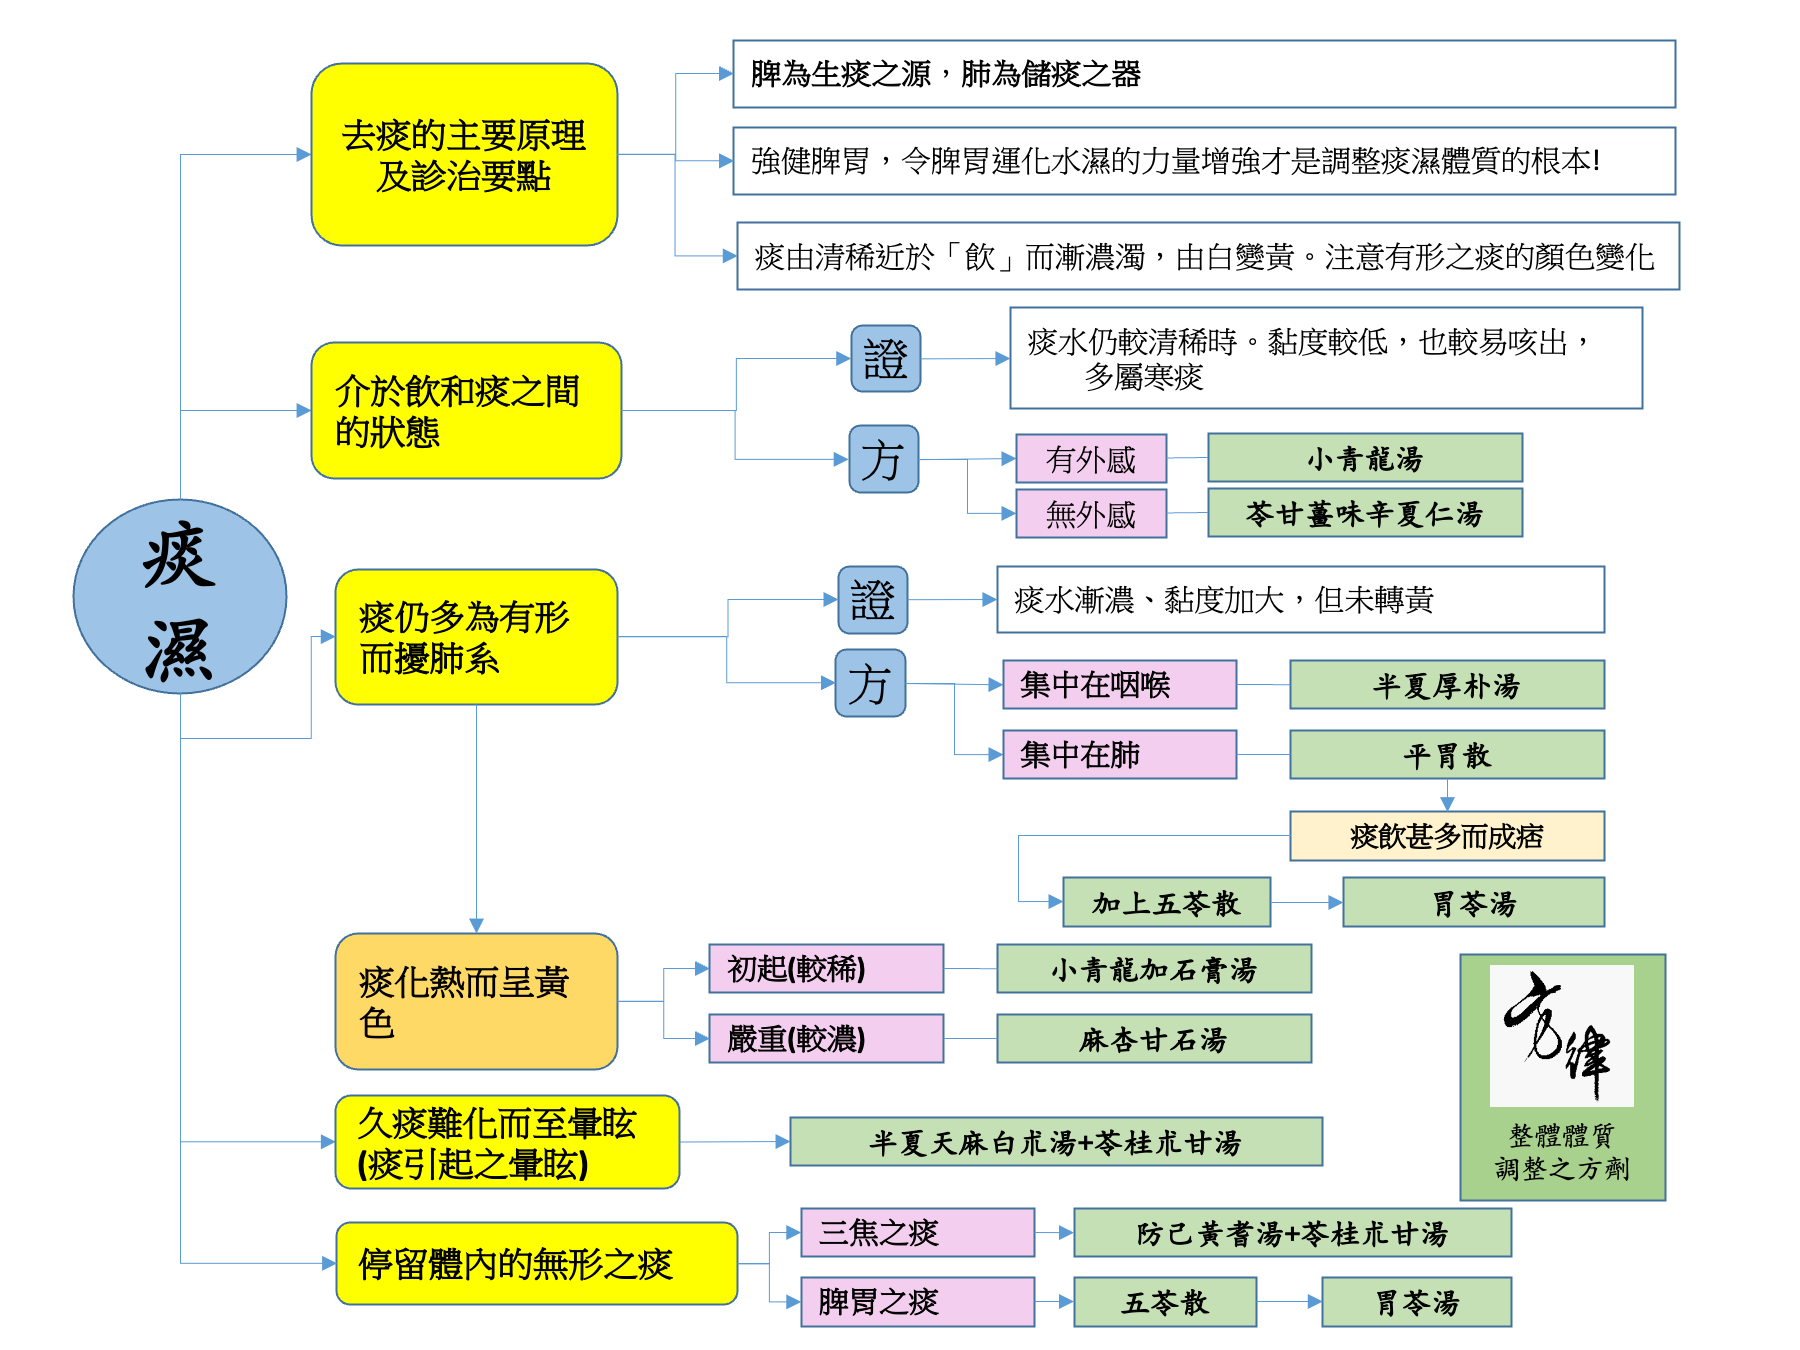 痰
濕
去痰的主要原理
及診治要點
脾為生痰之源，肺為儲痰之器
強健脾胃，令脾胃運化水濕的力量增強才是調整痰濕體質的根本!
痰由清稀近於「飲」而漸濃濁，由白變黃。注意有形之痰的顏色變化
介於飲和痰之間
的狀態
證
痰水仍較清稀時。黏度較低，也較易咳出，
多屬寒痰
方
有外感
小青龍湯
無外感
苓甘薑味辛夏仁湯
痰仍多為有形
而擾肺系
證
痰水漸濃、黏度加大，但未轉黃
方
集中在咽喉
半夏厚朴湯
集中在肺
平胃散
痰飲甚多而成痞
加上五苓散
胃苓湯
痰化熱而呈黃
色
初起(較稀)
小青龍加石膏湯
嚴重(較濃)
麻杏甘石湯
久痰難化而至暈眩
(痰引起之暈眩)
半夏天麻白朮湯+苓桂朮甘湯
停留體內的無形之痰
三焦之痰
防己黃耆湯+苓桂朮甘湯
脾胃之痰
五苓散
胃苓湯
方律
整體體質
調整之方劑